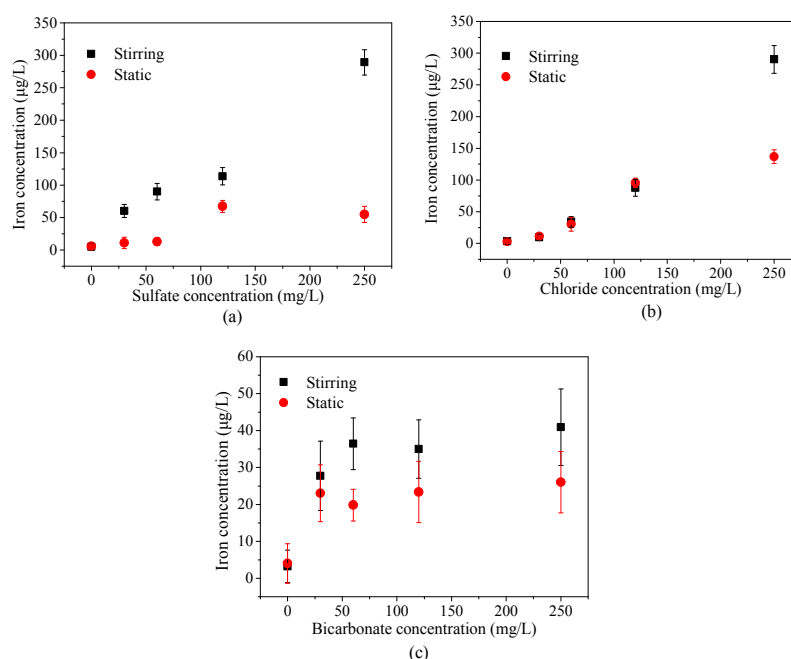 350
300
250
200
150
100
50
0
Iron concentration (µg/L)
Stirring
Static
0 50 100 150 200 250
Sulfate concentration (mg/L)
(a)
350
300
250
200
150
100
50
0
Iron concentration (µg/L)
Stirring
Static
0 50 100 150 200 250
Chloride concentration (mg/L)
(b)
60
50
40
30
20
10
0
Iron concentration (µg/L)
Stirring
Static
0 50 100 150 200 250
Bicarbonate concentration (mg/L)
(c)